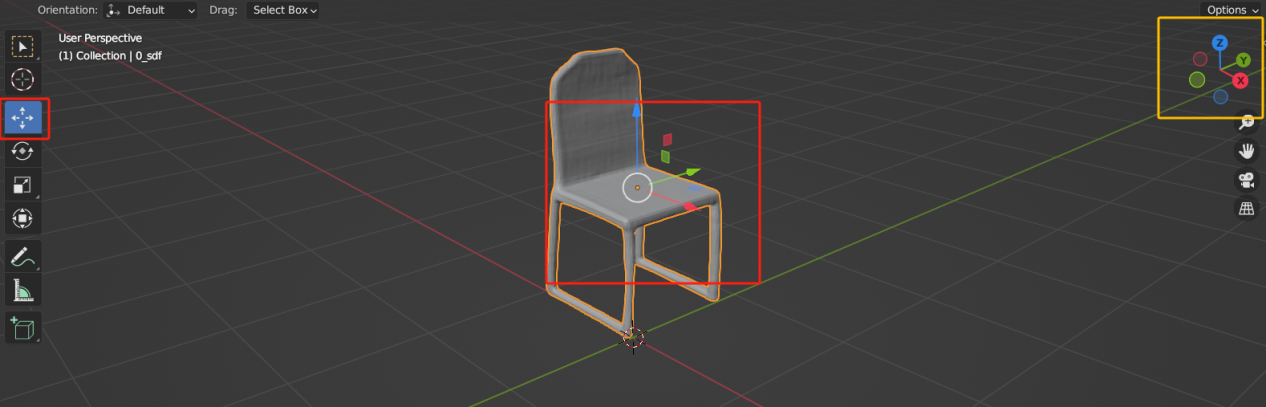 Orientation: Default Drag: Select Box Options
User Perspective
(1) Collection | 0_sdf
Z
Y
X